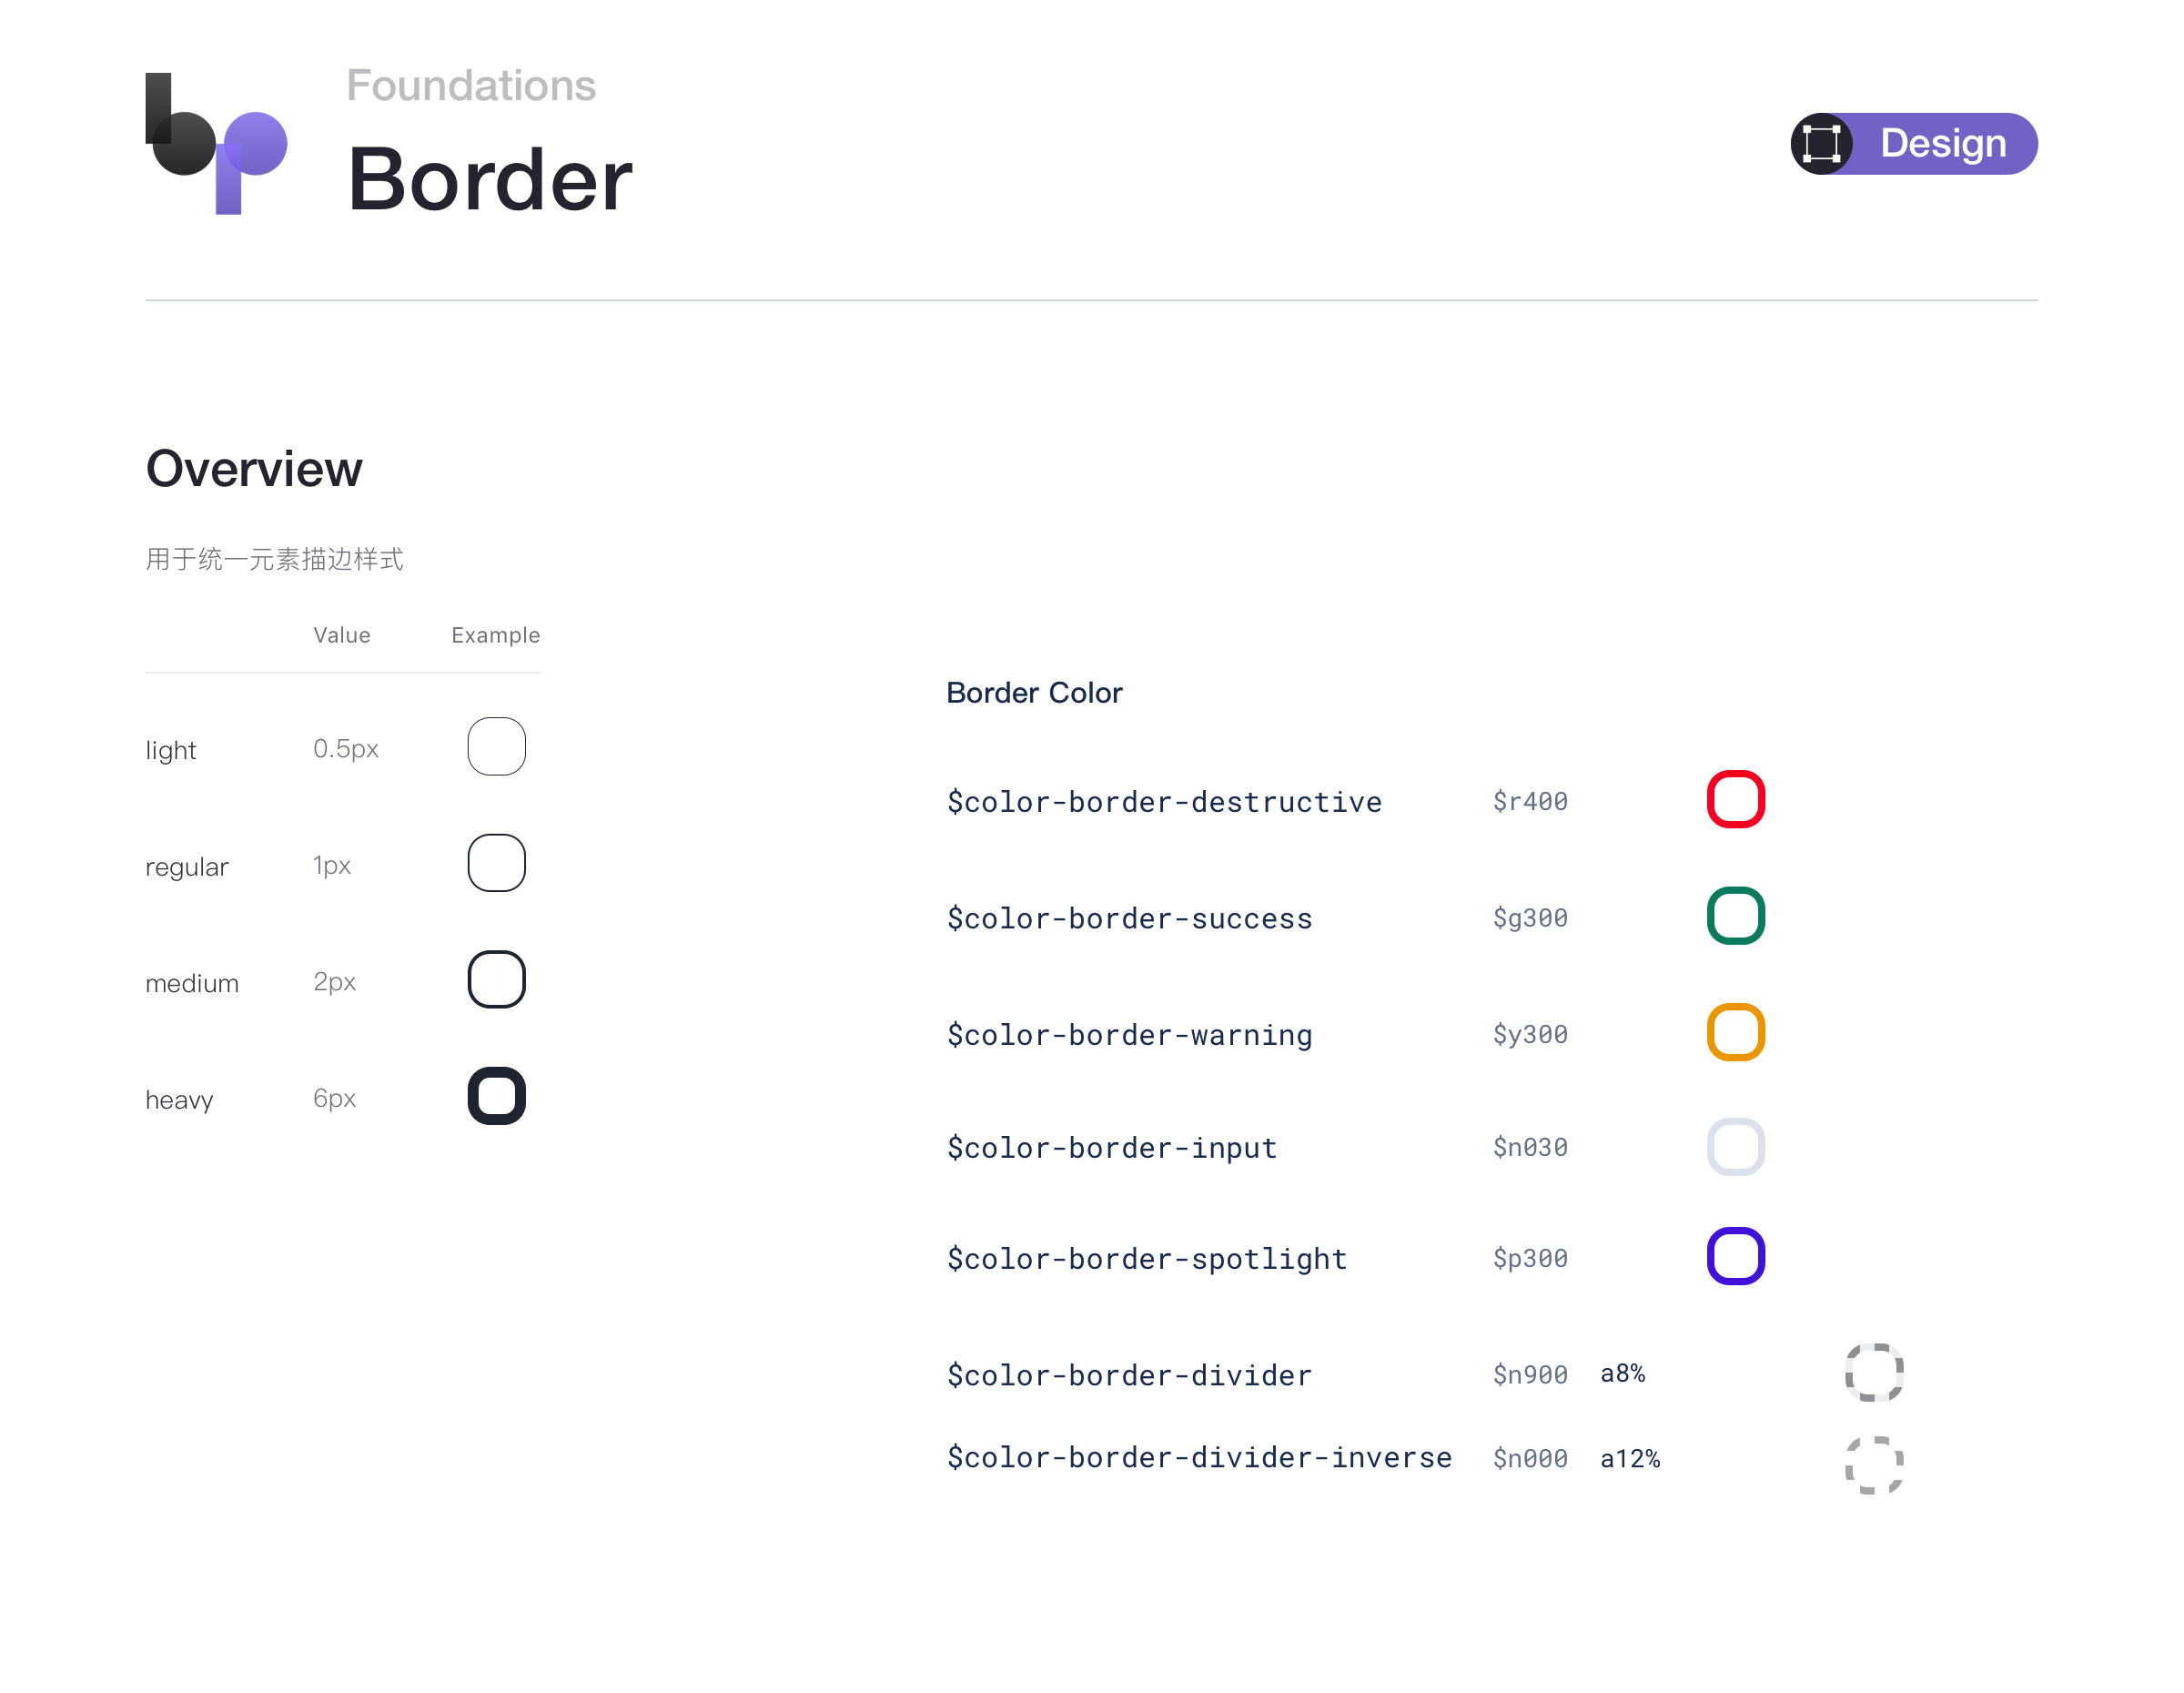 Foundations
Border
Design
Overview
用于统一元素描边样式
Value Example
light 0.5px
regular 1px
medium 2px
heavy 6px
Border Color
$color-border-destructive $r400
$color-border-success $g300
$color-border-warning $y300
$color-border-input $n030
$color-border-spotlight $p300
$color-border-divider $n900 a8%
$color-border-divider-inverse $n000 a12%